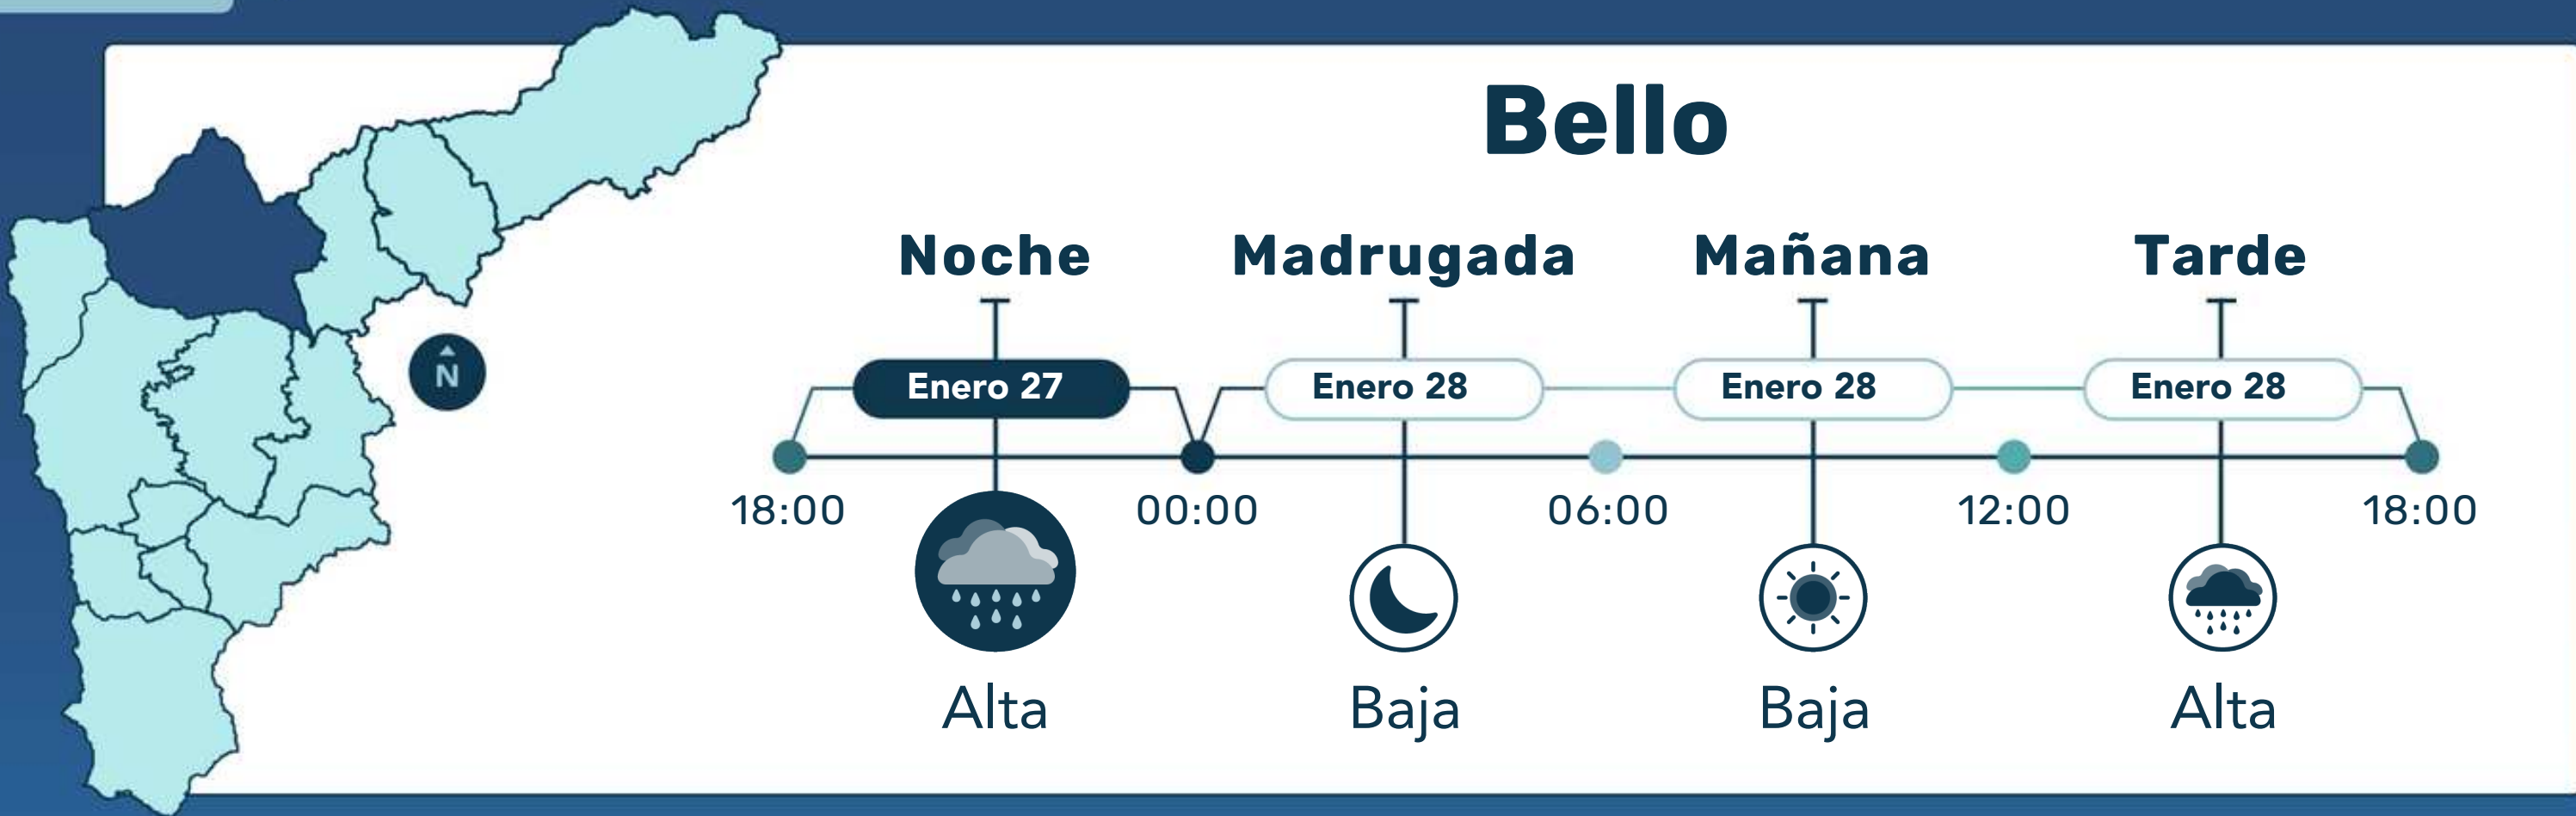 Bello
Noche Madrugada Mañana Tarde
Enero 27 Enero 28 Enero 28 Enero 28
N
18:00 00:00 06:00 12:00 18:00
Alta Baja Baja Alta